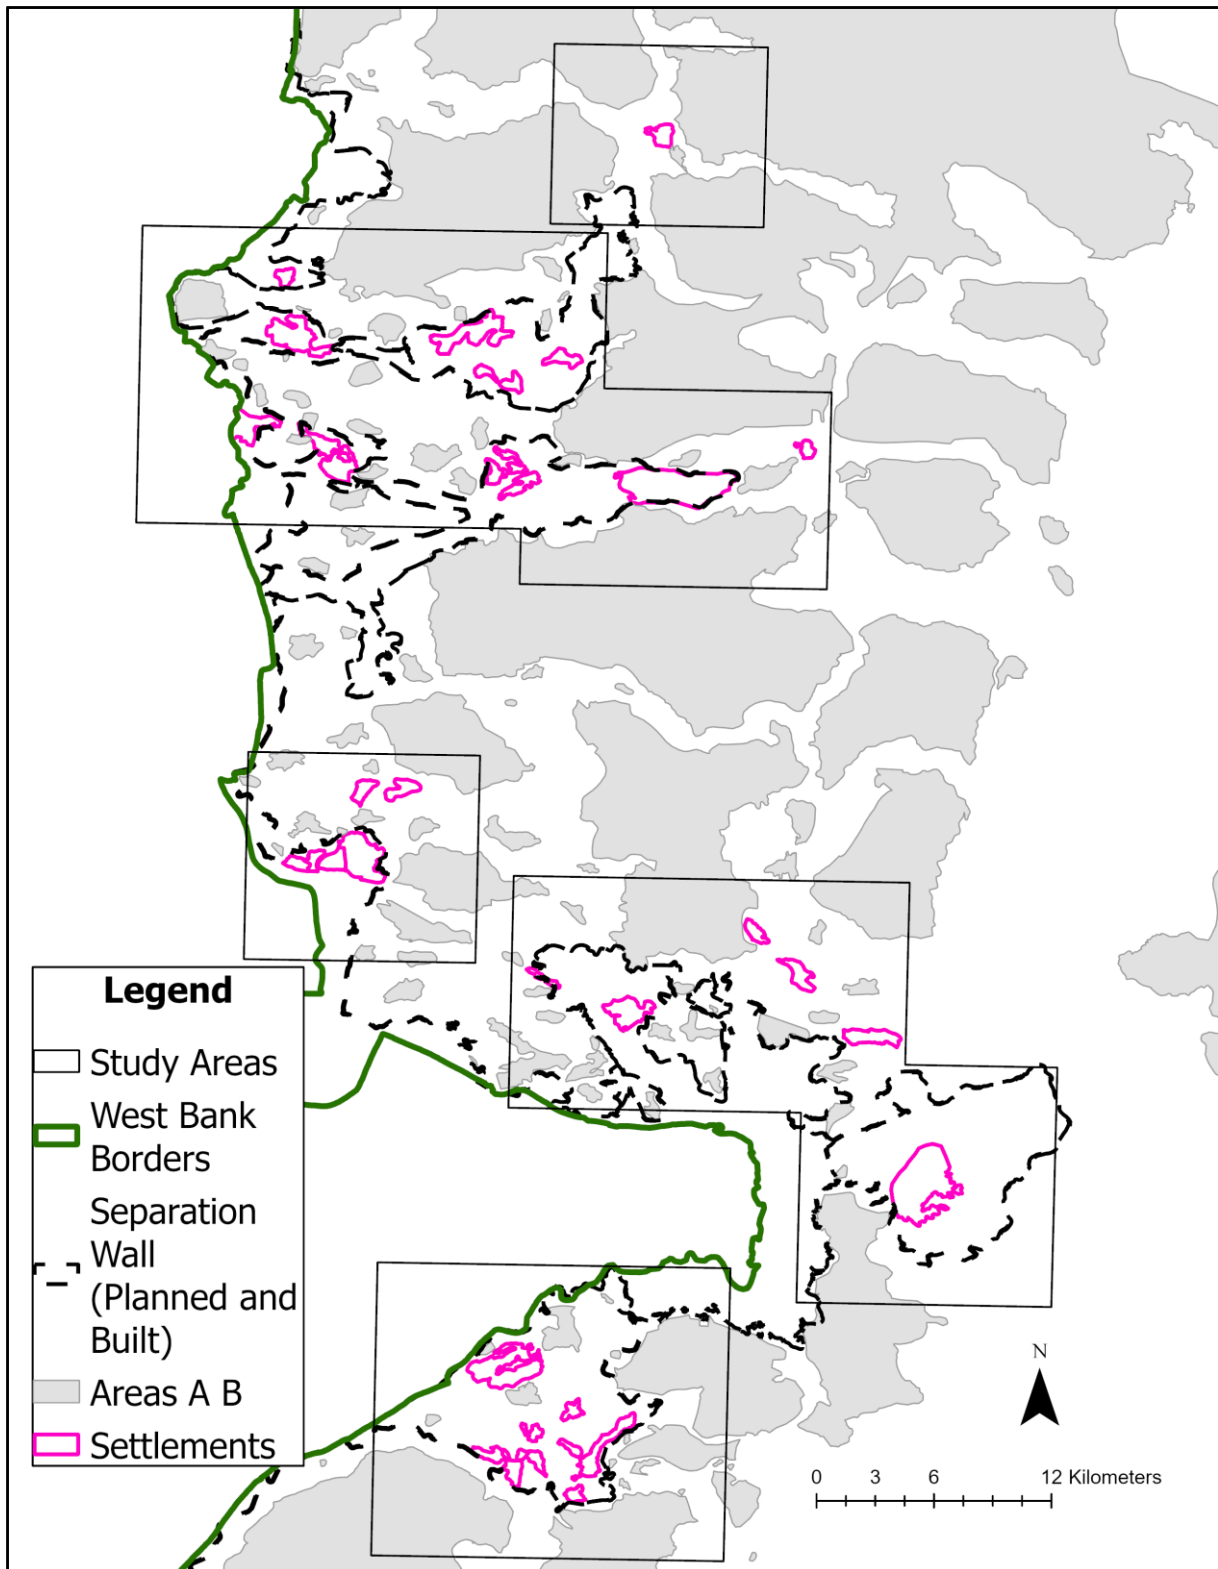 Legend
Study Areas
West Bank
Borders
Separation
Wall
(Planned and
Built)
Areas A B
Settlements
N
0 3 6 12 Kilometers